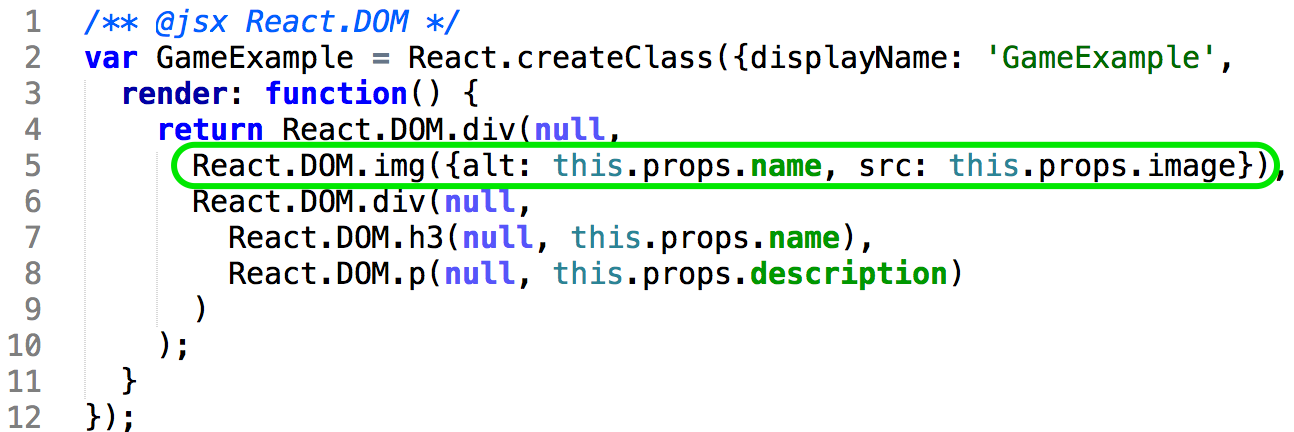 1 /** @jsx React.DOM */
2 var GameExample = React.createClass({displayName: 'GameExample',
3   render: function() {
4     return React.DOM.div(null,
5       React.DOM.img({alt: this.props.name, src: this.props.image}),
6       React.DOM.div(null,
7         React.DOM.h3(null, this.props.name),
8         React.DOM.p(null, this.props.description)
9       )
10     );
11   }
12 });